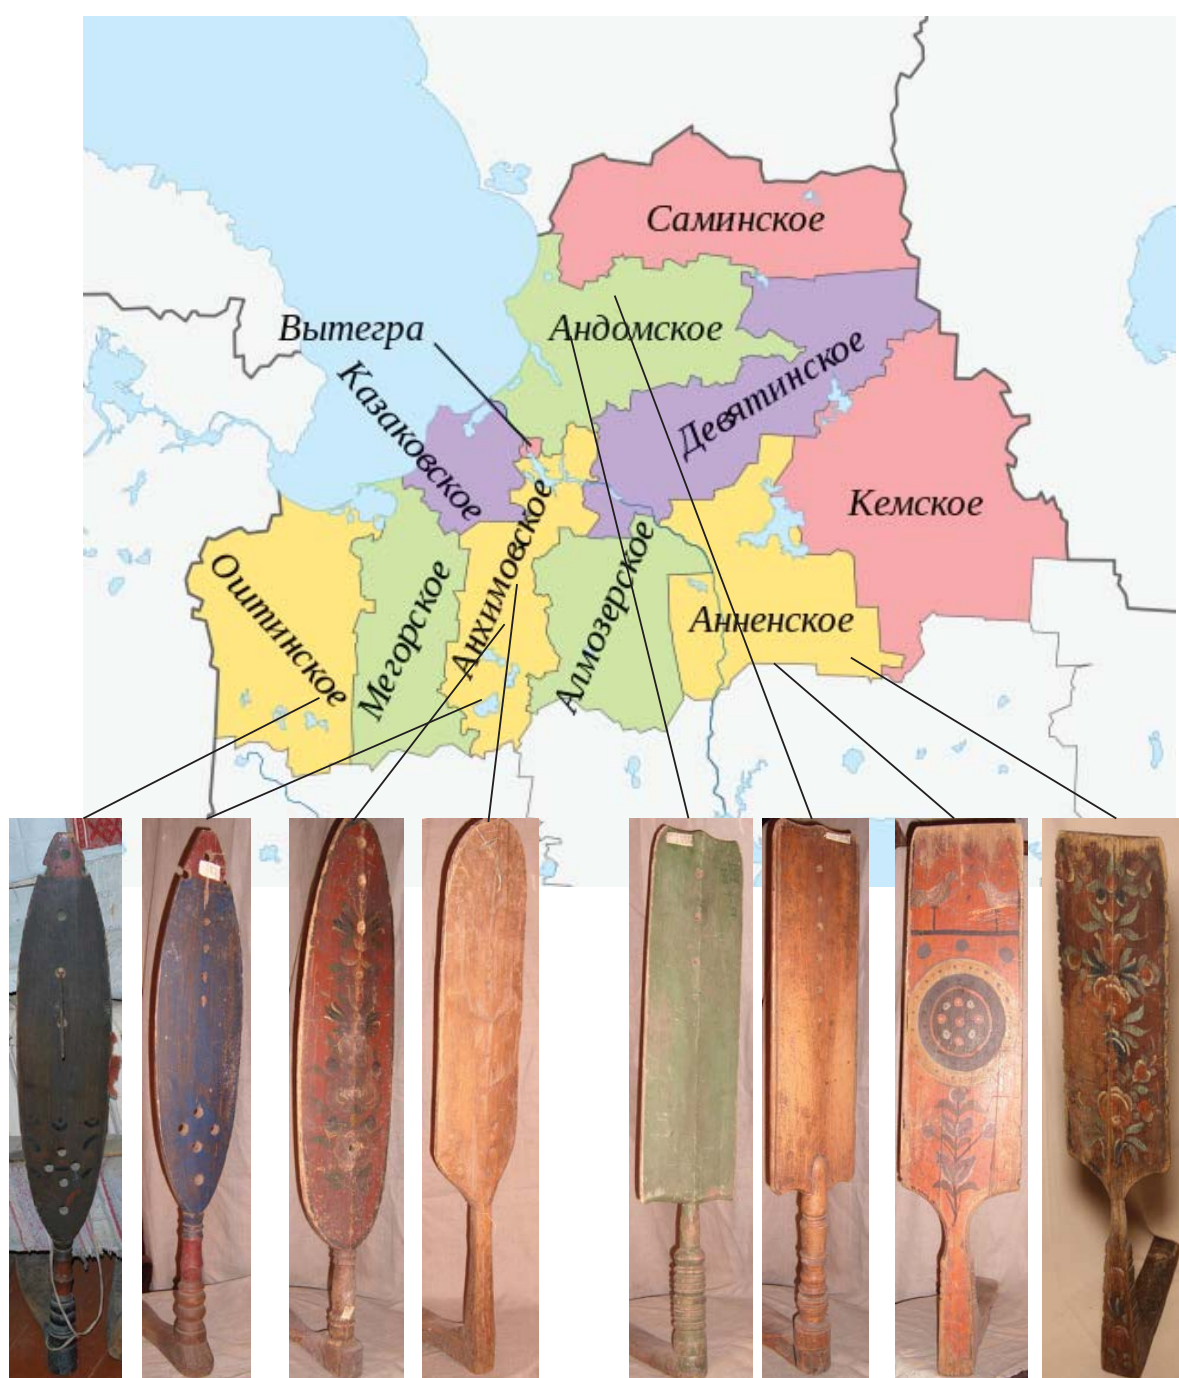 Саминское
Вытегра
Андомское
Девятинское
Казаковское
Кемское
Оштинское
Мегорское
Анхимовское
Алмозерское
Анненское